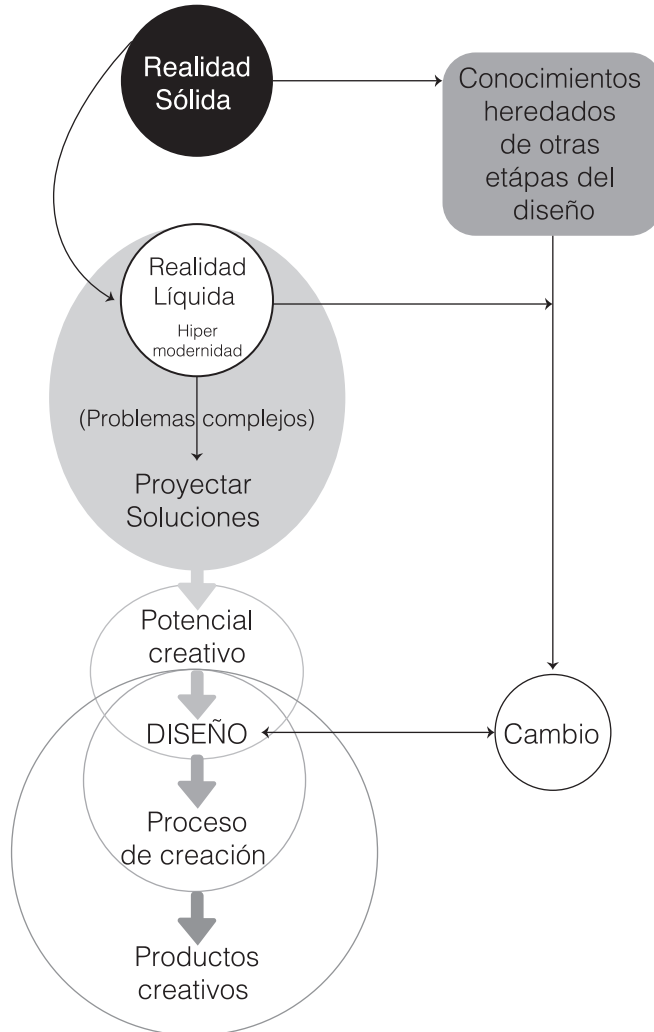 Realidad
Sólida
Conocimientos
heredados
de otras
etápas del
diseño
Realidad
Líquida
Hiper
modernidad
(Problemas complejos)
Proyectar
Soluciones
Potencial
creativo
DISEÑO
Cambio
Proceso
de creación
Productos
creativos